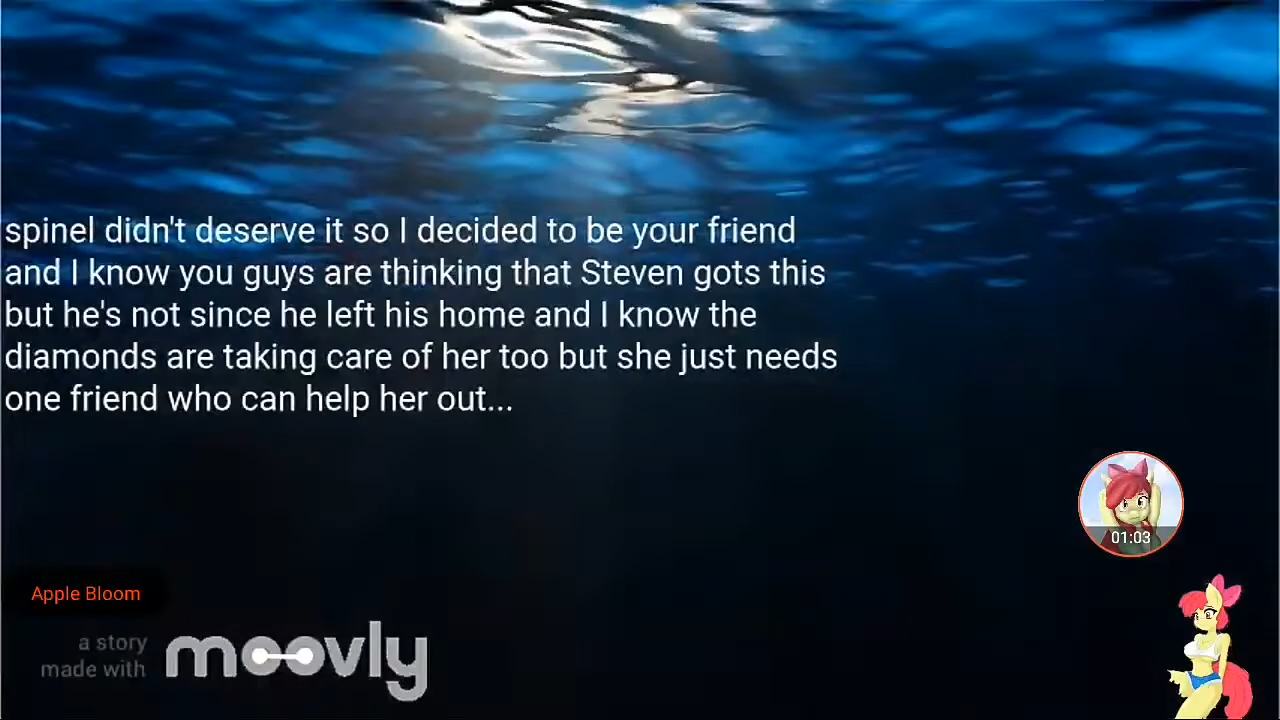 spinel didn't deserve it so I decided to be your friend
and I know you guys are thinking that Steven gots this
but he's not since he left his home and I know the
diamonds are taking care of her too but she just needs
one friend who can help her out...
01:03
Apple Bloom
a story
made with
moovly